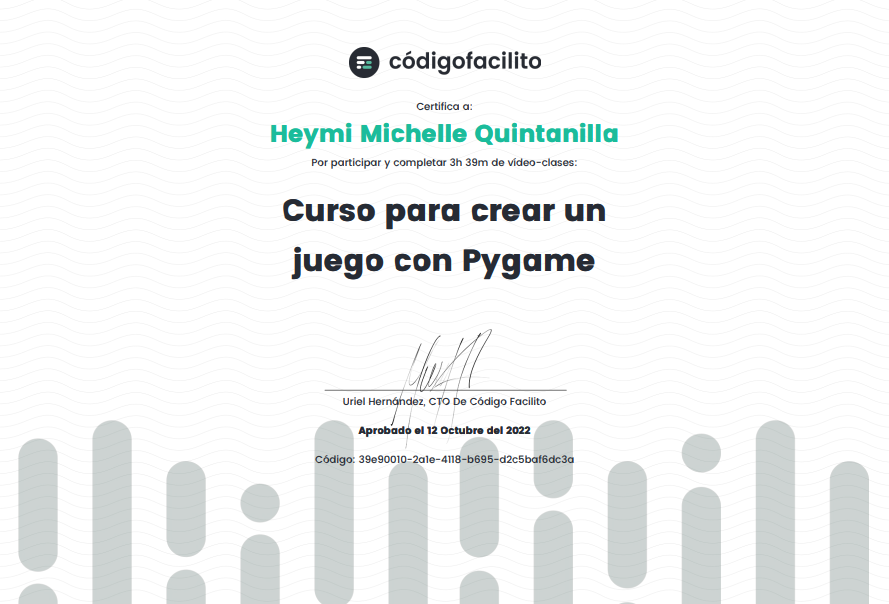 códigofacilito
Certifica a:
Heymi Michelle Quintanilla
Por participar y completar 3h 39m de vídeo-clases:
Curso para crear un
juego con Pygame
Uriel Hernández, CTO De Código Facilito
Aprobado el 12 Octubre del 2022
Código: 39e90010-2a1e-4118-b695-d2c5baf6dc3a